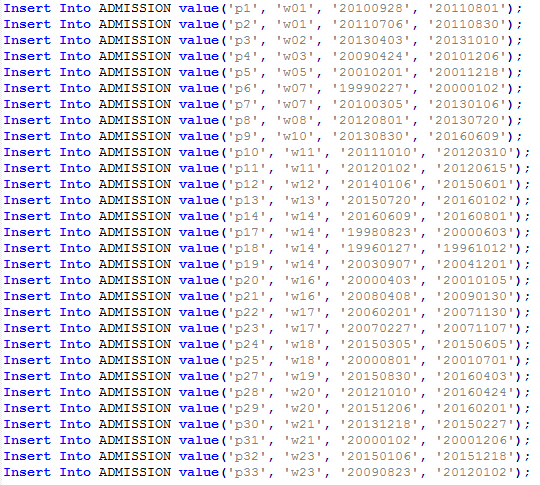 Insert Into ADMISSION value('p1', 'w01', '20100928', '20110801');
Insert Into ADMISSION value('p2', 'w01', '20110706', '20110830');
Insert Into ADMISSION value('p3', 'w02', '20130403', '20131010');
Insert Into ADMISSION value('p4', 'w03', '20090424', '20101206');
Insert Into ADMISSION value('p5', 'w05', '20010201', '20011218');
Insert Into ADMISSION value('p6', 'w07', '19990227', '20000102');
Insert Into ADMISSION value('p7', 'w07', '20100305', '20130106');
Insert Into ADMISSION value('p8', 'w08', '20120801', '20130720');
Insert Into ADMISSION value('p9', 'w10', '20130830', '20160609');
Insert Into ADMISSION value('p10', 'w11', '20111010', '20120310');
Insert Into ADMISSION value('p11', 'w11', '20120102', '20120615');
Insert Into ADMISSION value('p12', 'w12', '20140106', '20150601');
Insert Into ADMISSION value('p13', 'w13', '20150720', '20160102');
Insert Into ADMISSION value('p14', 'w14', '20160609', '20160801');
Insert Into ADMISSION value('p17', 'w14', '19980823', '20000603');
Insert Into ADMISSION value('p18', 'w14', '19960127', '19961012');
Insert Into ADMISSION value('p19', 'w14', '20030907', '20041201');
Insert Into ADMISSION value('p20', 'w16', '20000403', '20010105');
Insert Into ADMISSION value('p21', 'w16', '20080408', '20090130');
Insert Into ADMISSION value('p22', 'w17', '20060201', '20071130');
Insert Into ADMISSION value('p23', 'w17', '20070227', '20071107');
Insert Into ADMISSION value('p24', 'w18', '20150305', '20150605');
Insert Into ADMISSION value('p25', 'w18', '20000801', '20010701');
Insert Into ADMISSION value('p27', 'w19', '20150830', '20160403');
Insert Into ADMISSION value('p28', 'w20', '20121010', '20160424');
Insert Into ADMISSION value('p29', 'w20', '20151206', '20160201');
Insert Into ADMISSION value('p30', 'w21', '20131218', '20150227');
Insert Into ADMISSION value('p31', 'w21', '20000102', '20001206');
Insert Into ADMISSION value('p32', 'w23', '20150106', '20151218');
Insert Into ADMISSION value('p33', 'w23', '20090823', '20120102');